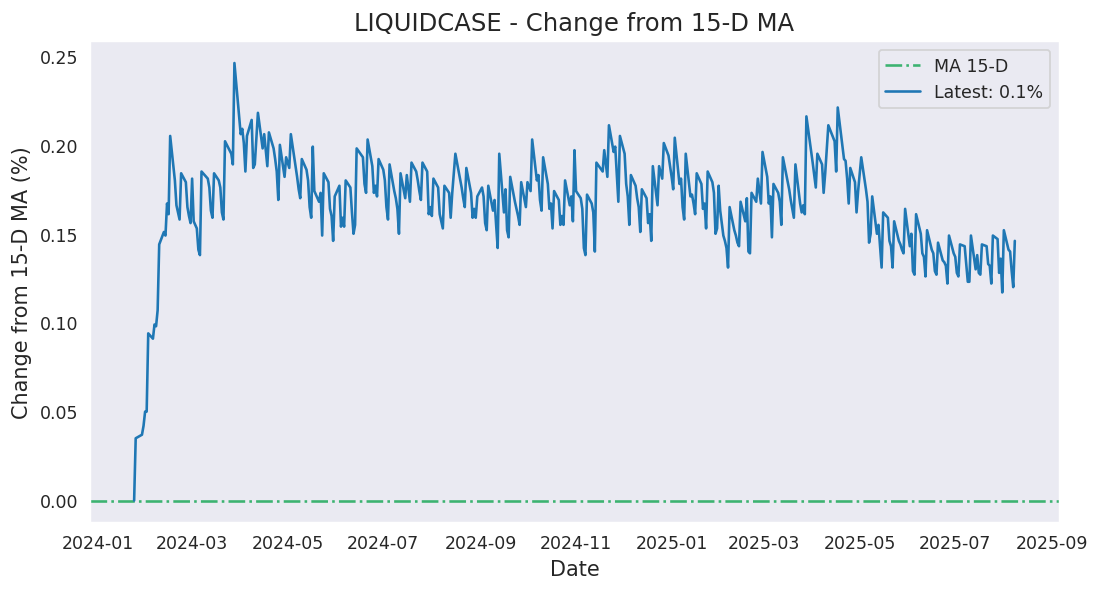 LIQUIDCASE - Change from 15-D MA
MA 15-D
Latest: 0.1%
Change from 15-D MA (%)
0.25
0.20
0.15
0.10
0.05
0.00
2024-01 2024-03 2024-05 2024-07 2024-09 2024-11 2025-01 2025-03 2025-05 2025-07 2025-09
Date